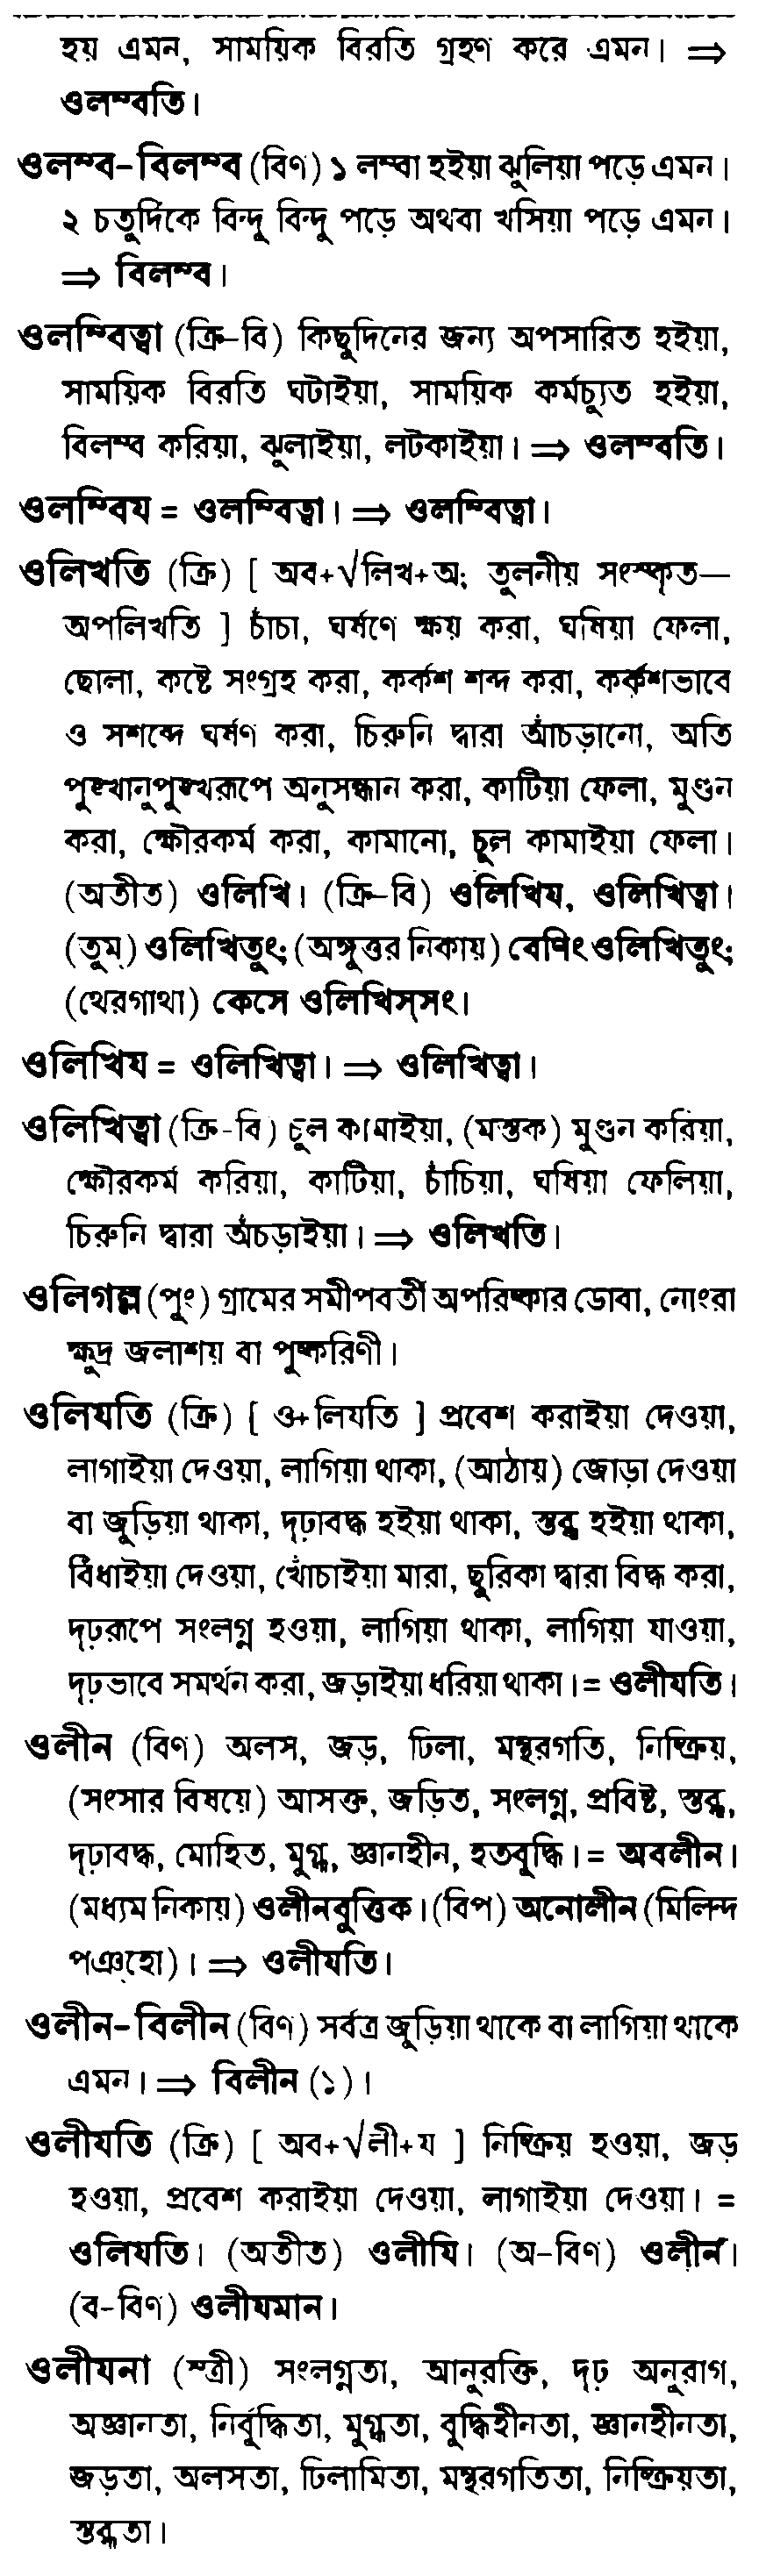 হয় এমন, সাময়িক বিরতি গ্রহণ করে এমন। ⇒
ওলম্বতি।
ওলম্ব-বিলম্ব (বিণ) ১ লম্বা হইয়া ঝুলিয়া পড়ে এমন।
২ চতুর্দিকে বিন্দু বিন্দু পড়ে অথবা খসিয়া পড়ে এমন।
⇒ বিলম্ব।
ওলম্বিত্বা (ক্রি-বি) কিছুদিনের জন্য অপসারিত হইয়া,
সাময়িক বিরতি ঘটাইয়া, সাময়িক কর্মচ্যুত হইয়া,
বিলম্ব করিয়া, ঝুলাইয়া, লটকাইয়া। ⇒ ওলম্বতি।
ওলম্বিয = ওলম্বিত্বা। ⇒ ওলম্বিত্বা।
ওলিখতি (ক্রি) [ অব+√লিখ+অ; তুলনীয় সংস্কৃত—
অপলিখতি ] চাঁচা, ঘর্ষণে ক্ষয় করা, ঘষিয়া ফেলা,
ছোলা, কষ্টে সংগ্রহ করা, কর্কশ শব্দ করা, কর্কশভাবে
ও সশব্দে ঘর্ষণ করা, চিরুনি দ্বারা আঁচড়ানো, অতি
পুঙ্খানুপুঙ্খরূপে অনুসন্ধান করা, কাটিয়া ফেলা, মুণ্ডন
করা, ক্ষৌরকর্ম করা, কামানো, চুল কামাইয়া ফেলা।
(অতীত) ওলিখি। (ক্রি-বি) ওলিখিয, ওলিখিত্বা।
(তুম্) ওলিখিতুং; (অঙ্গুত্তর নিকায়) বেণিং ওলিখিতুং;
(থেরগাথা) কেসে ওলিখিস্সং।
ওলিখিয = ওলিখিত্বা। ⇒ ওলিখিত্বা।
ওলিখিত্বা (ক্রি-বি) চুল কামাইয়া, (মস্তক) মুণ্ডন করিয়া,
ক্ষৌরকর্ম করিয়া, কাটিয়া, চাঁচিয়া, ঘষিয়া ফেলিয়া,
চিরুনি দ্বারা আঁচড়াইয়া। ⇒ ওলিখতি।
ওলিগল্ল (পুং) গ্রামের সমীপবর্তী অপরিষ্কার ডোবা, নোংরা
ক্ষুদ্র জলাশয় বা পুষ্করিণী।
ওলিযতি (ক্রি) [ ও+লিযতি ] প্রবেশ করাইয়া দেওয়া,
লাগাইয়া দেওয়া, লাগিয়া থাকা, (আঠায়) জোড়া দেওয়া
বা জুড়িয়া থাকা, দৃঢ়াবদ্ধ হইয়া থাকা, স্তব্ধ হইয়া থাকা,
বিঁধাইয়া দেওয়া, খোঁচাইয়া মারা, ছুরিকা দ্বারা বিদ্ধ করা,
দৃঢ়রূপে সংলগ্ন হওয়া, লাগিয়া থাকা, লাগিয়া যাওয়া,
দৃঢ়ভাবে সমর্থন করা, জড়াইয়া ধরিয়া থাকা। = ওলীযতি।
ওলীন (বিণ) অলস, জড়, ঢিলা, মন্থরগতি, নিষ্ক্রিয়,
(সংসার বিষয়ে) আসক্ত, জড়িত, সংলগ্ন, প্রবিষ্ট, স্তব্ধ,
দৃঢ়াবদ্ধ, মোহিত, মুগ্ধ, জ্ঞানহীন, হতবুদ্ধি। = অবলীন।
(মধ্যম নিকায়) ওলীনবুত্তিক। (বিপ) অনোলীন (মিলিন্দ
পঞ্হো)। ⇒ ওলীযতি।
ওলীন-বিলীন (বিণ) সর্বত্র জুড়িয়া থাকে বা লাগিয়া থাকে
এমন। ⇒ বিলীন (১)।
ওলীযতি (ক্রি) [ অব+√লী+য ] নিষ্ক্রিয় হওয়া, জড়
হওয়া, প্রবেশ করাইয়া দেওয়া, লাগাইয়া দেওয়া। =
ওলিযতি। (অতীত) ওলীযি। (অ-বিণ) ওলীন।
(ব-বিণ) ওলীযমান।
ওলীযনা (স্ত্রী) সংলগ্নতা, আনুরক্তি, দৃঢ় অনুরাগ,
অজ্ঞানতা, নির্বুদ্ধিতা, মুগ্ধতা, বুদ্ধিহীনতা, জ্ঞানহীনতা,
জড়তা, অলসতা, ঢিলামিতা, মন্থরগতিতা, নিষ্ক্রিয়তা,
স্তব্ধতা।